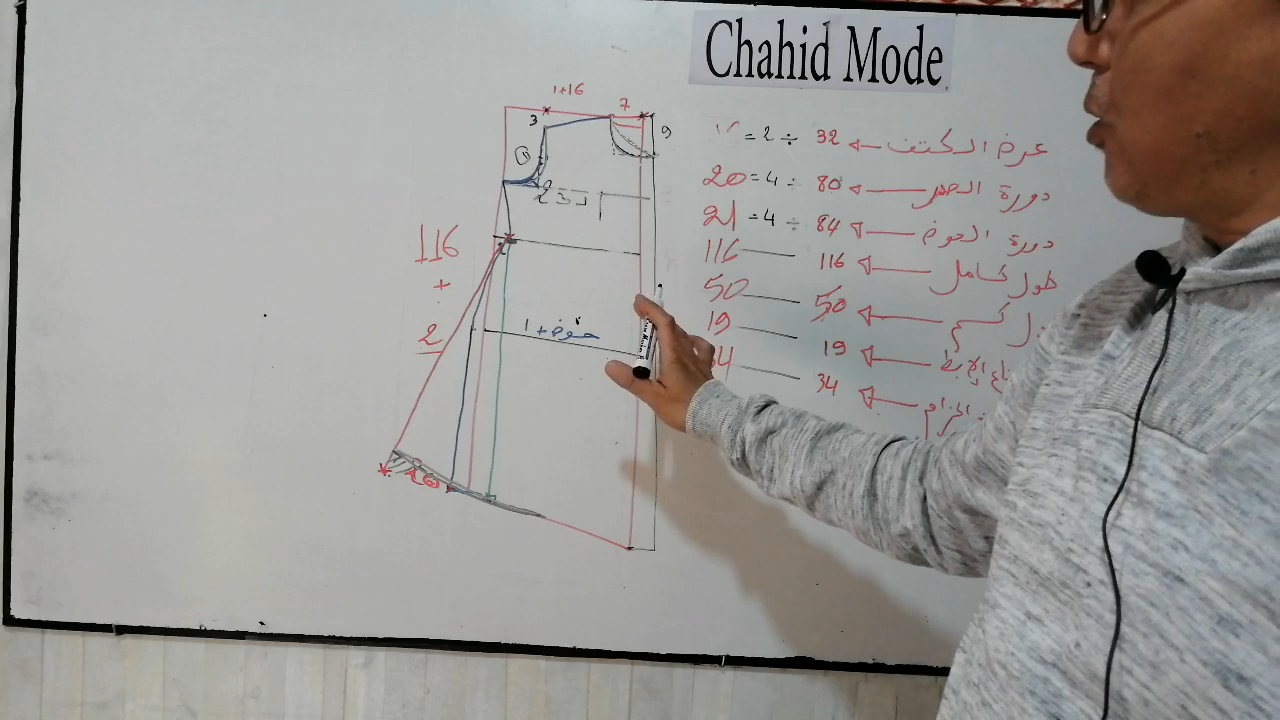 Chahid Mode
1+16
7
3
9
= 2 ÷ 32 عرض الكتف
20 = 4 ÷ 80 دورة الصدر
21 = 4 ÷ 84 دورة الحوض
116 116 طول كامل
50 50 كم
19 19
34 34
116
+
2
حوض + 1